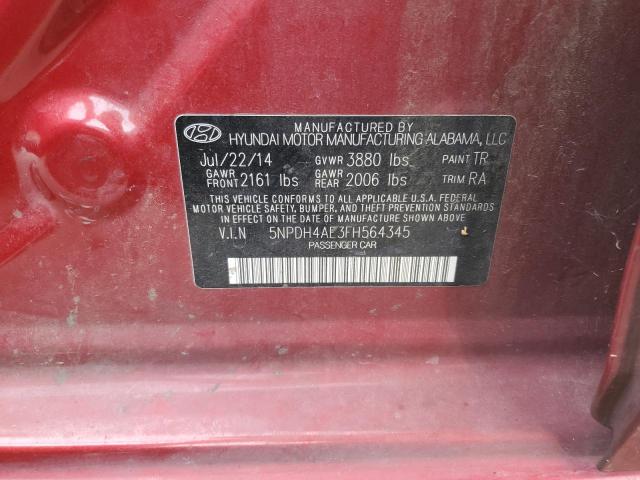 MANUFACTURED BY
HYUNDAI MOTOR MANUFACTURING ALABAMA, LLC
Jul/22/14 GVWR 3880 lbs PAINT TR
GAWR FRONT 2161 lbs GAWR REAR 2006 lbs TRIM RA
THIS VEHICLE CONFORMS TO ALL APPLICABLE U.S.A. FEDERAL
MOTOR VEHICLE SAFETY, BUMPER, AND THEFT PREVENTION STANDARDS
IN EFFECT ON THE DATE OF MANUFACTURE SHOWN ABOVE.
V.I.N 5NPDH4AE3FH564345
PASSENGER CAR